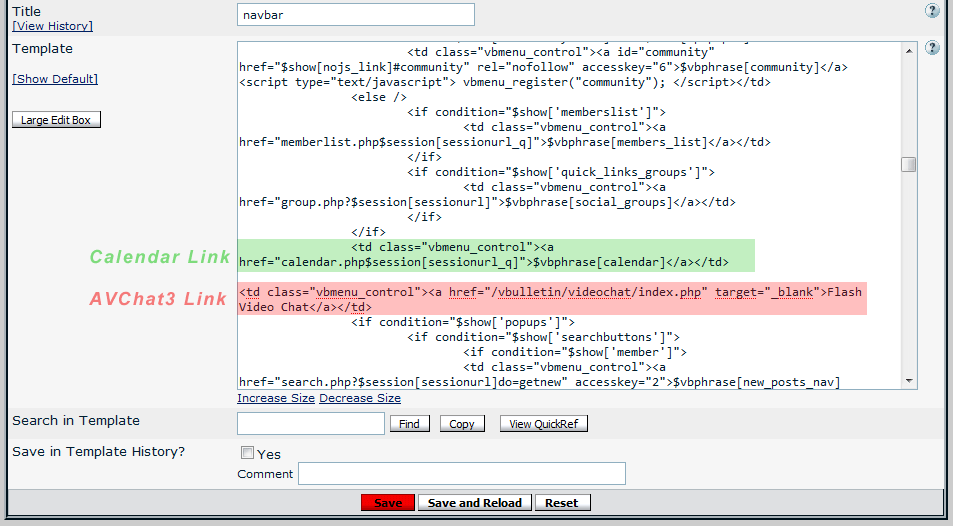 Title
navbar
[View History]
Template
[Show Default]
Large Edit Box
<td class="vbmenu_control"><a id="community"
href="$show[nojs_link]#community" rel="nofollow" accesskey="6">$vbphrase[community]</a>
<script type="text/javascript"> vbmenu_register("community"); </script></td>
<else />
<if condition="$show['memberslist']">
<td class="vbmenu_control"><a
href="memberlist.php$session[sessionurl_q]">$vbphrase[members_list]</a></td>
</if>
<if condition="$show['quick_links_groups']">
<td class="vbmenu_control"><a
href="group.php?$session[sessionurl]">$vbphrase[social_groups]</a></td>
</if>
</if>
Calendar Link
<td class="vbmenu_control"><a
href="calendar.php$session[sessionurl_q]">$vbphrase[calendar]</a></td>
AVChat3 Link
<td class="vbmenu_control"><a href="/vbulletin/videochat/index.php" target="_blank">Flash
Video Chat</a></td>
<if condition="$show['popups']">
<if condition="$show['searchbuttons']">
<if condition="$show['member']">
<td class="vbmenu_control"><a
href="search.php?$session[sessionurl]do=getnew" accesskey="2">$vbphrase[new_posts_nav]
Increase Size Decrease Size
Search in Template
Find Copy View QuickRef
Save in Template History?
Yes
Comment
Save Save and Reload Reset